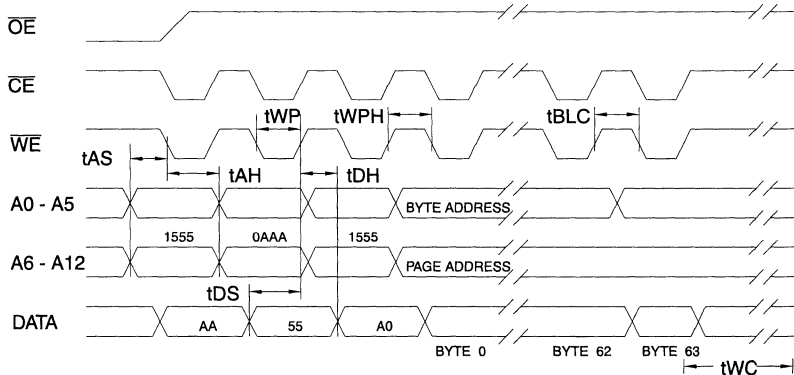 OE
CE
tWP tWPH tBLC
WE
tAS tAH tDH
A0 - A5 BYTE ADDRESS
1555 0AAA 1555
A6 - A12 PAGE ADDRESS
tDS
DATA AA 55 A0
BYTE 0 BYTE 62 BYTE 63
tWC